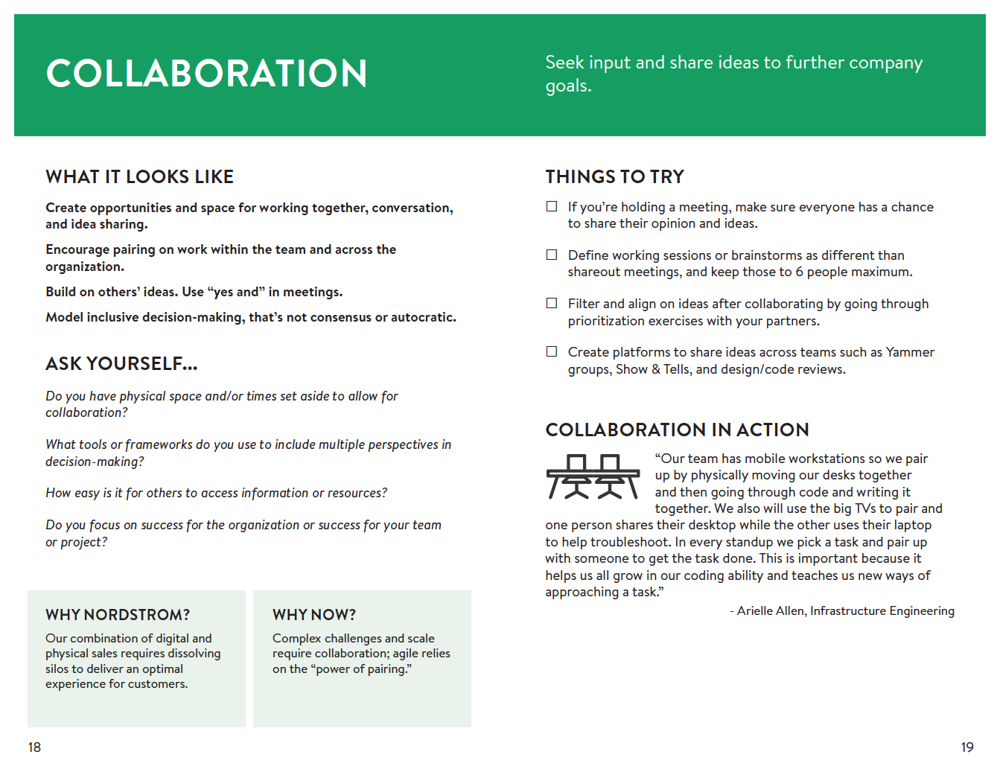 COLLABORATION
Seek input and share ideas to further company
goals.
WHAT IT LOOKS LIKE
Create opportunities and space for working together, conversation,
and idea sharing.
Encourage pairing on work within the team and across the
organization.
Build on others’ ideas. Use “yes and” in meetings.
Model inclusive decision-making, that’s not consensus or autocratic.
ASK YOURSELF...
Do you have physical space and/or times set aside to allow for
collaboration?
What tools or frameworks do you use to include multiple perspectives in
decision-making?
How easy is it for others to access information or resources?
Do you focus on success for the organization or success for your team
or project?
WHY NORDSTROM?
Our combination of digital and
physical sales requires dissolving
silos to deliver an optimal
experience for customers.
WHY NOW?
Complex challenges and scale
require collaboration; agile relies
on the “power of pairing.”
18
THINGS TO TRY
If you’re holding a meeting, make sure everyone has a chance
to share their opinion and ideas.
Define working sessions or brainstorms as different than
shareout meetings, and keep those to 6 people maximum.
Filter and align on ideas after collaborating by going through
prioritization exercises with your partners.
Create platforms to share ideas across teams such as Yammer
groups, Show & Tells, and design/code reviews.
COLLABORATION IN ACTION
“Our team has mobile workstations so we pair
up by physically moving our desks together
and then going through code and writing it
together. We also will use the big TVs to pair and
one person shares their desktop while the other uses their laptop
to help troubleshoot. In every standup we pick a task and pair up
with someone to get the task done. This is important because it
helps us all grow in our coding ability and teaches us new ways of
approaching a task.”
- Arielle Allen, Infrastructure Engineering
19